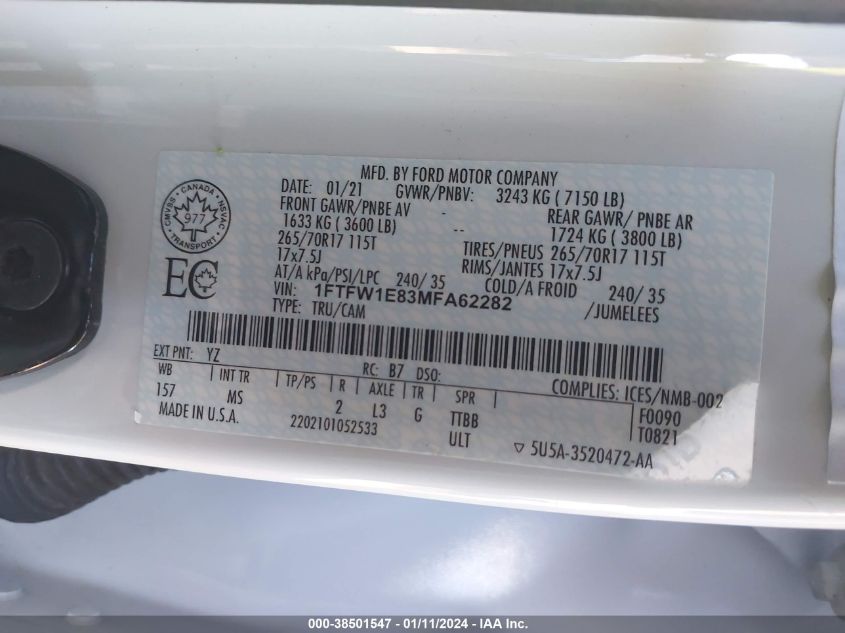 MFD. BY FORD MOTOR COMPANY
DATE: 01/21 GVWR/PNBV: 3243 KG ( 7150 LB)
FRONT GAWR/PNBE AV - REAR GAWR/ PNBE AR
1633 KG ( 3600 LB) -- 1724 KG ( 3800 LB)
265/70R17 115T TIRES/PNEUS 265/70R17 115T
17x7.5J RIMS/JANTES 17x7.5J
AT/A kPa/PSI/LPC 240/ 35 COLD/A FROID 240/ 35
VIN: 1FTFW1E83MFA62282 /JUMELEES
TYPE: TRU/CAM
CMVSS - CANADA - NSVAC
977
TRANSPORT
EC
EXT PNT: YZ RC: B7 DSO: COMPLIES: ICES/NMB-002
WB INT TR TP/PS R AXLE TR SPR F0090
157 MS 2 L3 G TTBB T0821
MADE IN U.S.A. 2202101052533 ULT ▽ 5U5A-3520472-AA
000-38501547 - 01/11/2024 - IAA Inc.